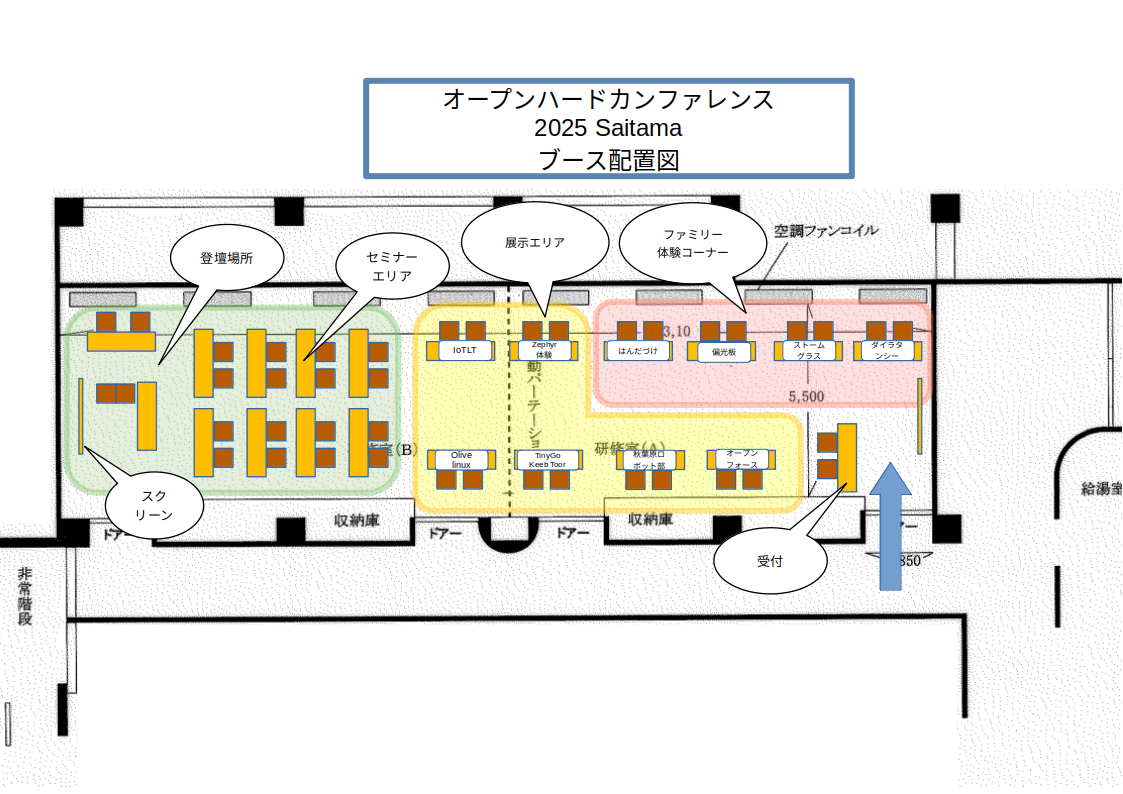 オープンハードカンファレンス
2025 Saitama
ブース配置図
登壇場所
セミナー
エリア
展示エリア
ファミリー
体験コーナー
空調ファンコイル
IoTLT
Zephyr
体験
はんだづけ
3,10
偏光板
ストーム
グラス
ダイラタ
ンシー
動パーテーショ
5,500
室(B)
研修室(A)
Olive
linux
TinyGo
Keeb Toor
秋葉原ロ
ボット部
オープン
フォース
スク
リーン
収納庫
収納庫
ドアー
ドアー
受付
850
給湯室
非常階段